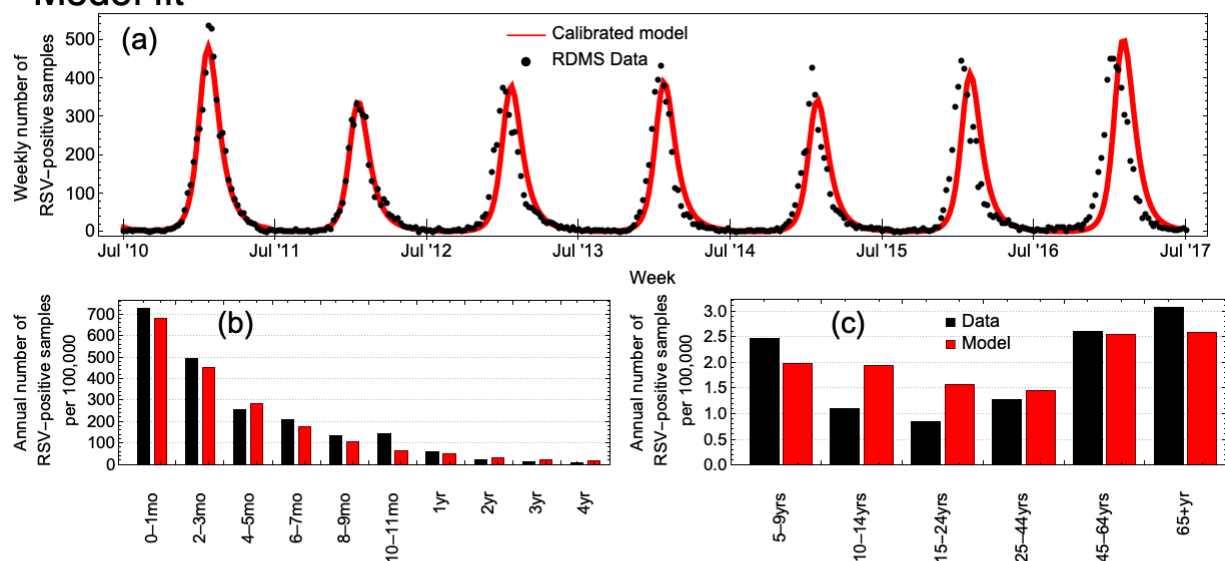 Model fit
(a)
Calibrated model
RDMS Data
Weekly number of
RSV-positive samples
500
400
300
200
100
0
Jul '10
Jul '11
Jul '12
Jul '13
Jul '14
Jul '15
Jul '16
Jul '17
Week
(b)
Annual number of
RSV-positive samples
per 100,000
700
600
500
400
300
200
100
0
0-1mo
2-3mo
4-5mo
6-7mo
8-9mo
10-11mo
1yr
2yr
3yr
4yr
(c)
Data
Model
Annual number of
RSV-positive samples
per 100,000
3.0
2.5
2.0
1.5
1.0
0.5
0.0
5-9yrs
10-14yrs
15-24yrs
25-44yrs
45-64yrs
65+yr